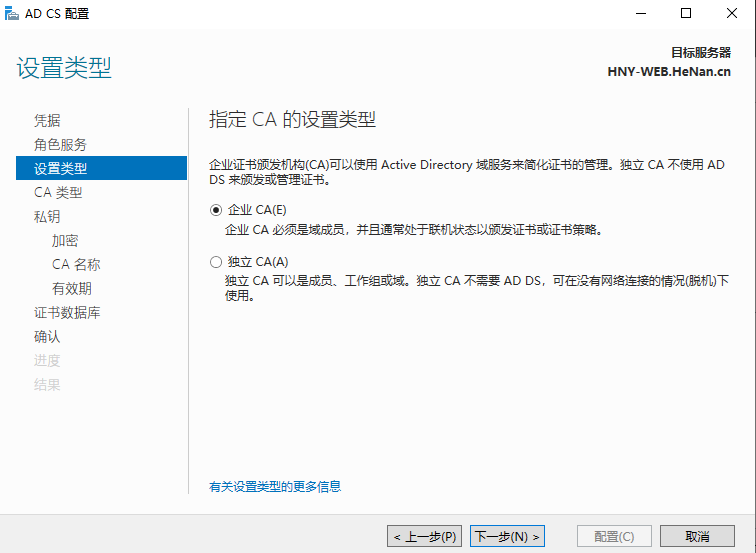 AD CS 配置
设置类型
目标服务器
HNY-WEB.HeNan.cn
凭据
角色服务
设置类型
CA 类型
私钥
加密
CA 名称
有效期
证书数据库
确认
进度
结果
指定 CA 的设置类型
企业证书颁发机构(CA)可以使用 Active Directory 域服务来简化证书的管理。独立 CA 不使用 AD
DS 来颁发或管理证书。
企业 CA(E)
企业 CA 必须是域成员，并且通常处于联机状态以颁发证书或证书策略。
独立 CA(A)
独立 CA 可以是成员、工作组或域。独立 CA 不需要 AD DS，可在没有网络连接的情况(脱机)下
使用。
有关设置类型的更多信息
< 上一步(P)
下一步(N) >
配置(C)
取消